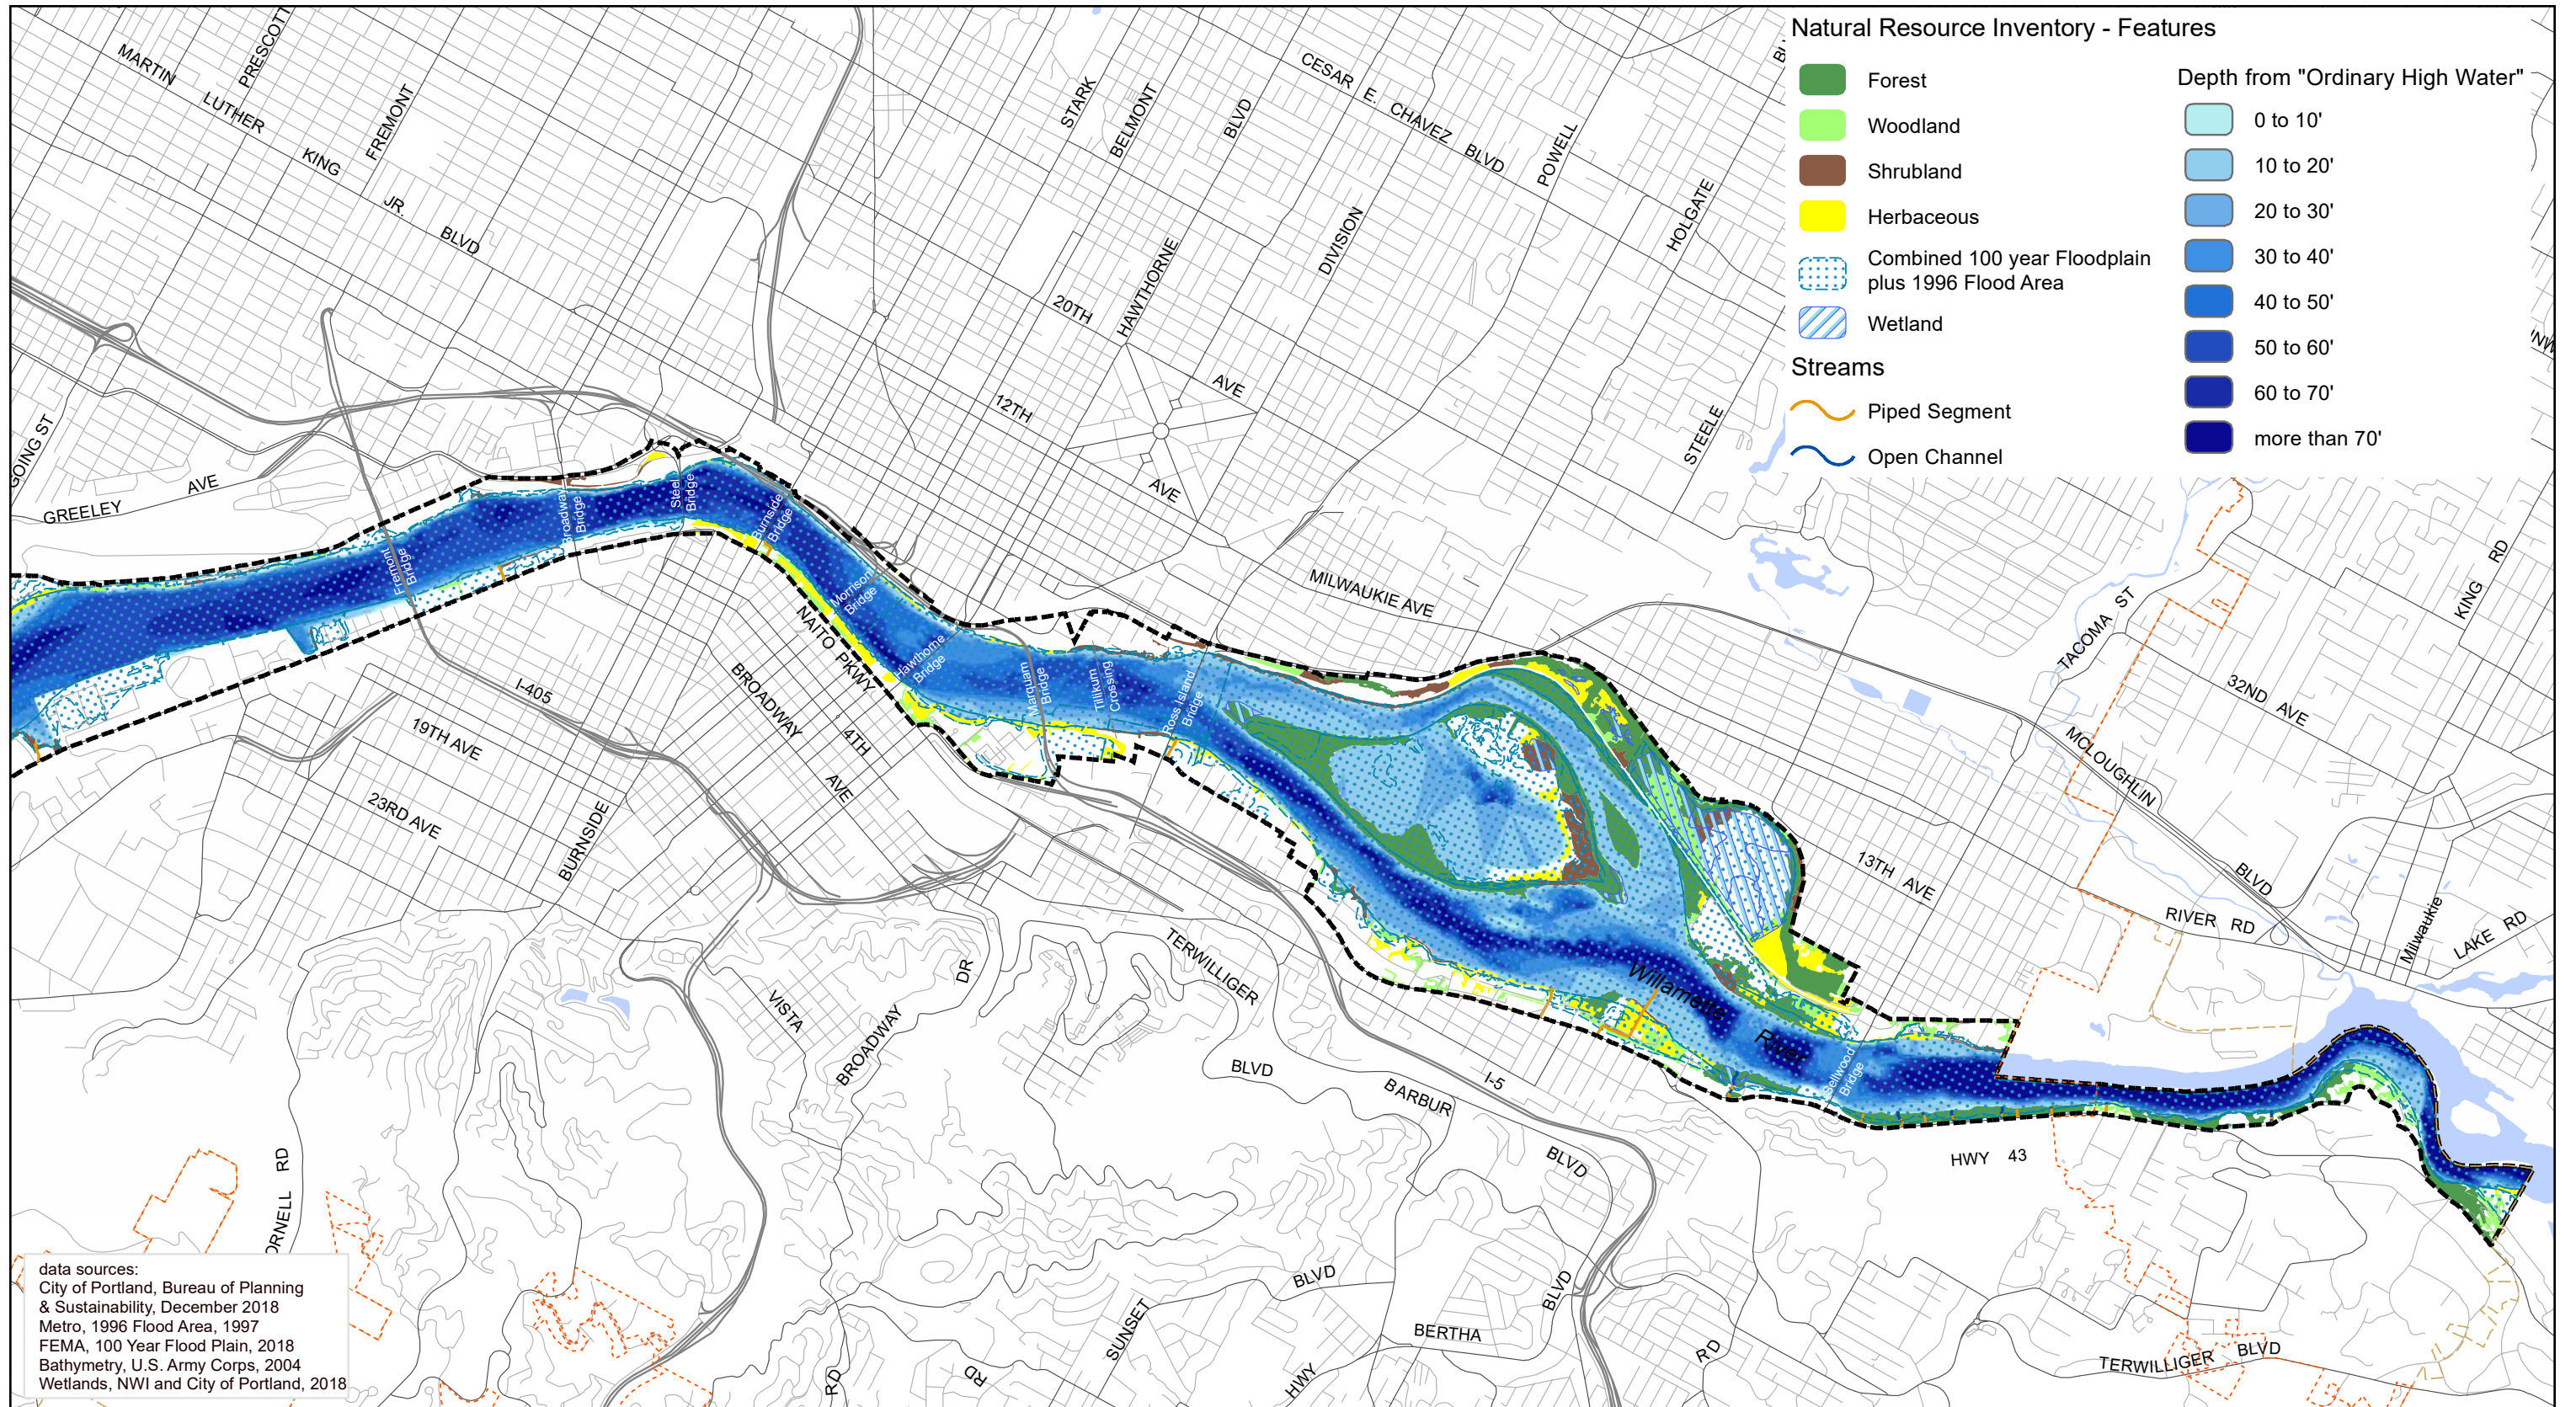 Natural Resource Inventory - Features
Forest
Woodland
Shrubland
Herbaceous
Combined 100 year Floodplain
plus 1996 Flood Area
Wetland
Streams
Piped Segment
Open Channel
Depth from "Ordinary High Water"
0 to 10'
10 to 20'
20 to 30'
30 to 40'
40 to 50'
50 to 60'
60 to 70'
more than 70'
MARTIN
LUTHER
KING
JR.
BLVD
PRESCOTT
FREMONT
STARK
BELMONT
BLVD
CESAR E. CHAVEZ BLVD
POWELL
HOLGATE
DIVISION
HAWTHORNE
20TH
AVE
12TH
AVE
STEELE
GOING ST
GREELEY AVE
Fremont
Bridge
Broadway
Bridge
Steel
Bridge
Burnside
Bridge
Morrison
Bridge
Hawthorne
Bridge
Marquam
Bridge
Tilikum
Crossing
Ross Island
Bridge
MILWAUKIE AVE
NAITO PKWY
BROADWAY
4TH
AVE
I-405
19TH AVE
23RD AVE
BURNSIDE
TACOMA ST
KING RD
32ND AVE
MCLOUGHLIN
BLVD
13TH AVE
RIVER RD
Milwaukie
LAKE RD
Willamette
River
Sellwood
Bridge
TERWILLIGER
BLVD
VISTA
BROADWAY
DR
BARBUR
BLVD
I-5
HWY 43
RD
SUNSET
HWY
BLVD
BERTHA
BLVD
RD
RD
RD
TERWILLIGER BLVD
data sources:
City of Portland, Bureau of Planning
& Sustainability, December 2018
Metro, 1996 Flood Area, 1997
FEMA, 100 Year Flood Plain, 2018
Bathymetry, U.S. Army Corps, 2004
Wetlands, NWI and City of Portland, 2018